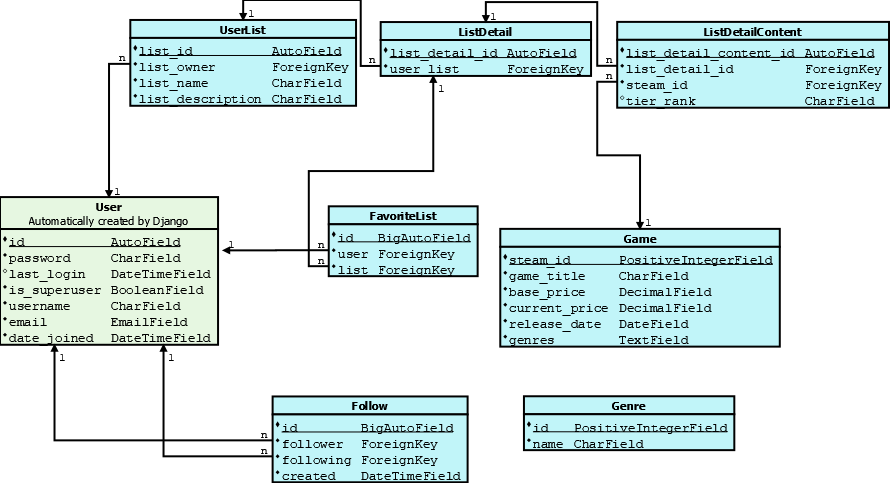 UserList
list_id AutoField
list_owner ForeignKey
list_name CharField
list_description CharField
ListDetail
list_detail_id AutoField
user_list ForeignKey
ListDetailContent
list_detail_content_id AutoField
list_detail_id ForeignKey
steam_id ForeignKey
tier_rank CharField
1
n
1
n
1
n
n
1
1
User
Automatically created by Django
id AutoField
password CharField
last_login DateTimeField
is_superuser BooleanField
username CharField
email EmailField
date_joined DateTimeField
FavoriteList
id BigAutoField
user ForeignKey
list ForeignKey
1
n
n
1
Game
steam_id PositiveIntegerField
game_title CharField
base_price DecimalField
current_price DecimalField
release_date DateField
genres TextField
1
1
Follow
id BigAutoField
follower ForeignKey
following ForeignKey
created DateTimeField
n
n
Genre
id PositiveIntegerField
name CharField